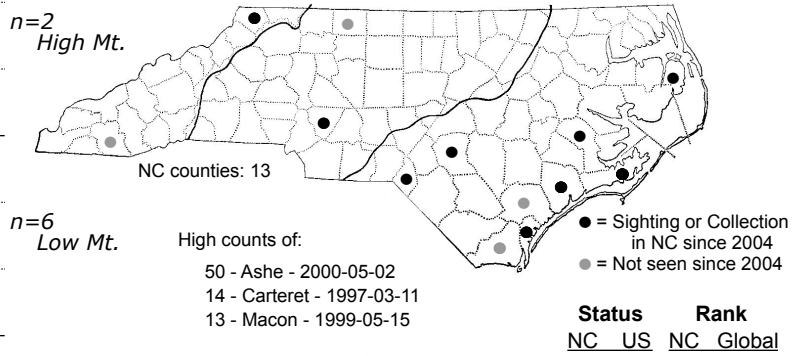 n=2
High Mt.
NC counties: 13
n=6
Low Mt.
High counts of:
50 - Ashe - 2000-05-02
14 - Carteret - 1997-03-11
13 - Macon - 1999-05-15
● = Sighting or Collection
in NC since 2004
● = Not seen since 2004
Status Rank
NC US NC Global